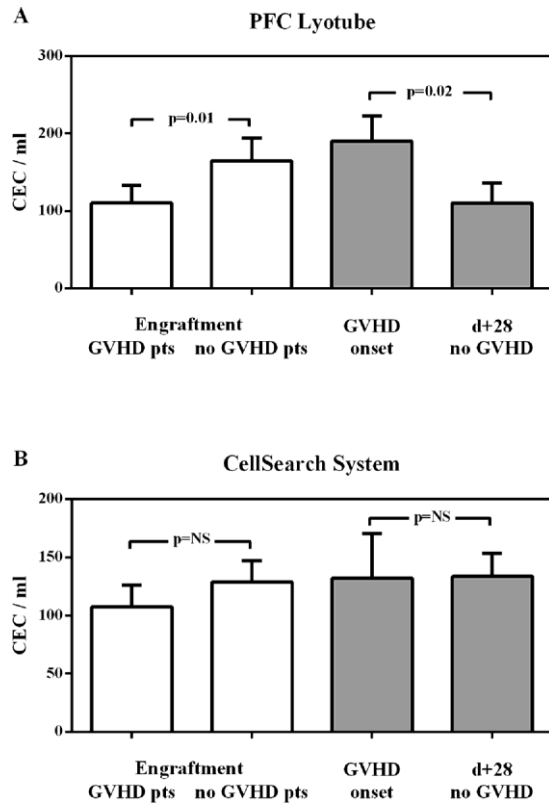 A
PFC Lyotube
300
200
100
0
CEC / ml
p=0.01
p=0.02
Engraftment
GVHD pts no GVHD pts
GVHD
onset
d+28
no GVHD
B
CellSearch System
200
150
100
50
0
CEC / ml
p=NS
p=NS
Engraftment
GVHD pts no GVHD pts
GVHD
onset
d+28
no GVHD